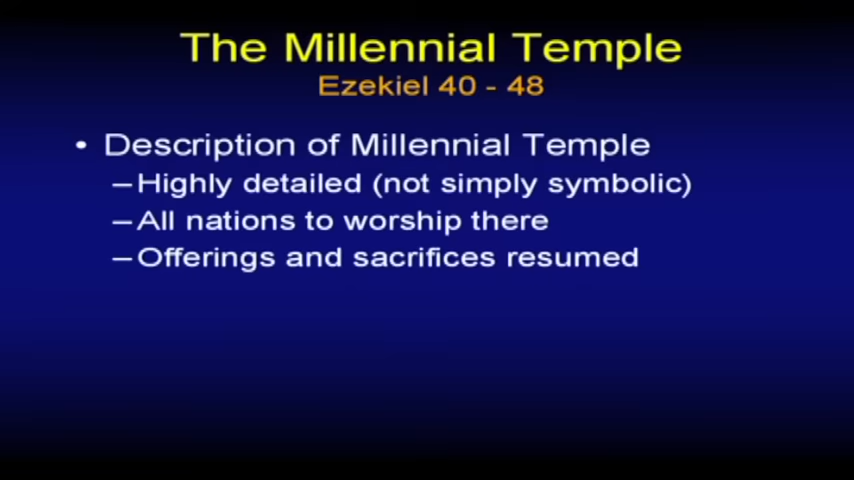 The Millennial Temple
Ezekiel 40 - 48
• Description of Millennial Temple
–Highly detailed (not simply symbolic)
–All nations to worship there
–Offerings and sacrifices resumed